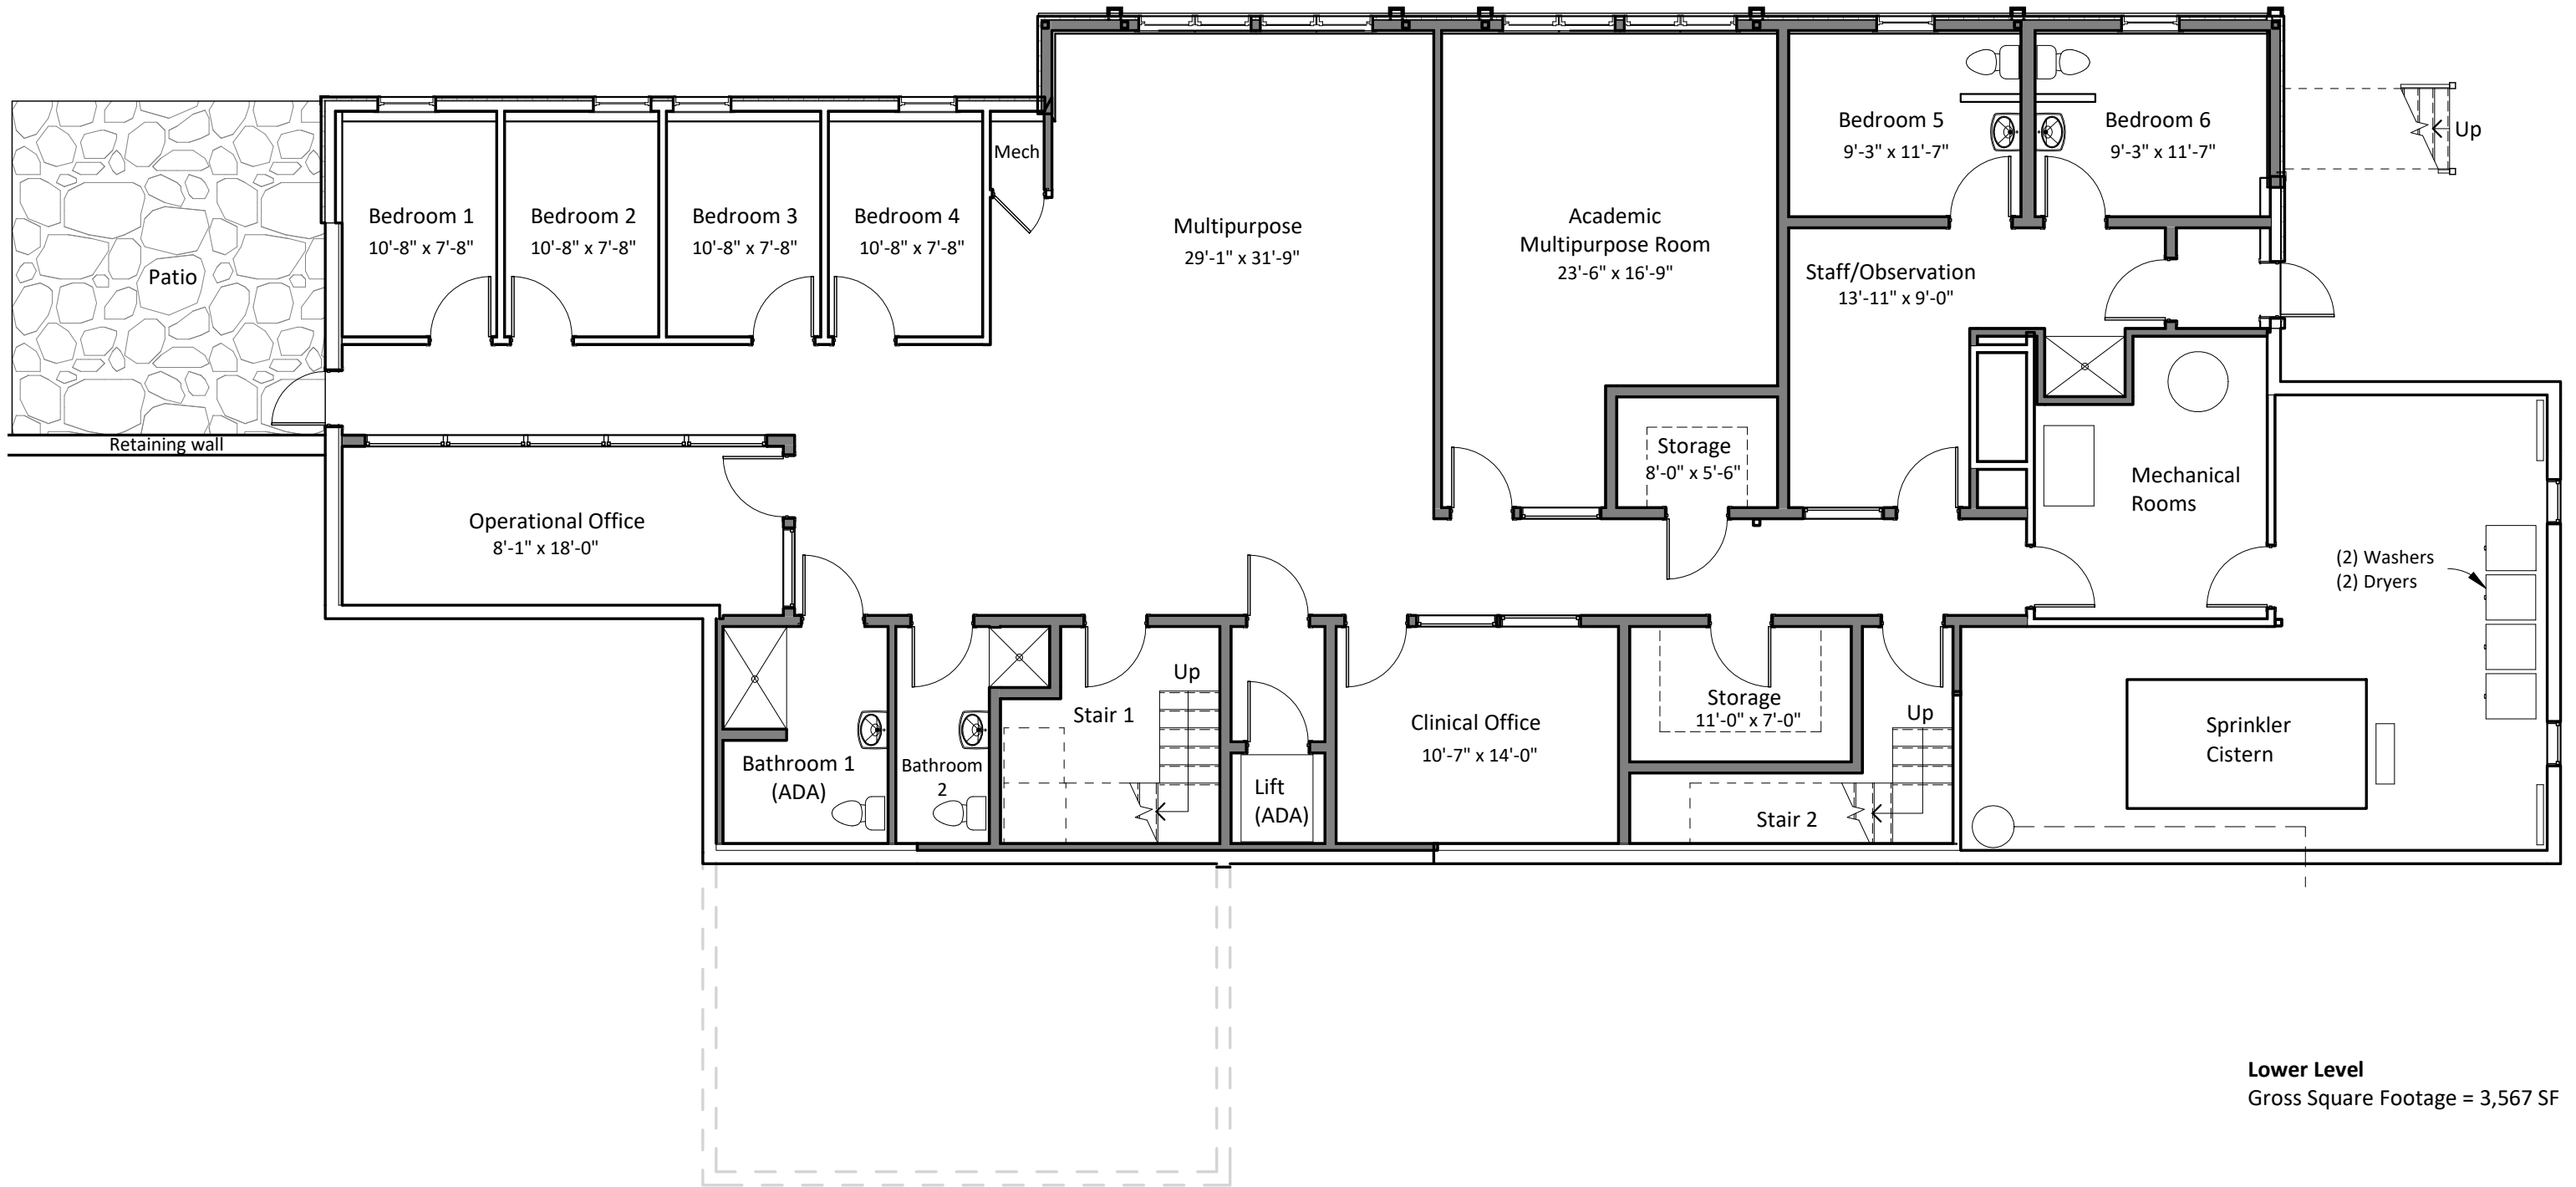 Patio
Retaining wall
Bedroom 1
10'-8" x 7'-8"
Bedroom 2
10'-8" x 7'-8"
Bedroom 3
10'-8" x 7'-8"
Bedroom 4
10'-8" x 7'-8"
Mech
Multipurpose
29'-1" x 31'-9"
Academic
Multipurpose Room
23'-6" x 16'-9"
Bedroom 5
9'-3" x 11'-7"
Bedroom 6
9'-3" x 11'-7"
Up
Staff/Observation
13'-11" x 9'-0"
Storage
8'-0" x 5'-6"
Mechanical
Rooms
(2) Washers
(2) Dryers
Operational Office
8'-1" x 18'-0"
Bathroom 1
(ADA)
Bathroom
2
Stair 1
Up
Lift
(ADA)
Clinical Office
10'-7" x 14'-0"
Storage
11'-0" x 7'-0"
Stair 2
Up
Sprinkler
Cistern
Lower Level
Gross Square Footage = 3,567 SF